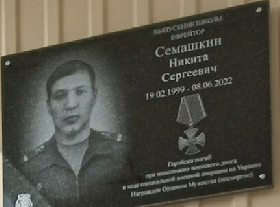 ВЫПУСКНИК ШКОЛЫ
ЕФРЕЙТОР
Семашкин
Никита
Сергеевич
19.02.1999 - 08.06.2022
Геройски погиб
при исполнении воинского долга
в ходе специальной военной операции на Украине
Награжден Орденом Мужества (посмертно)